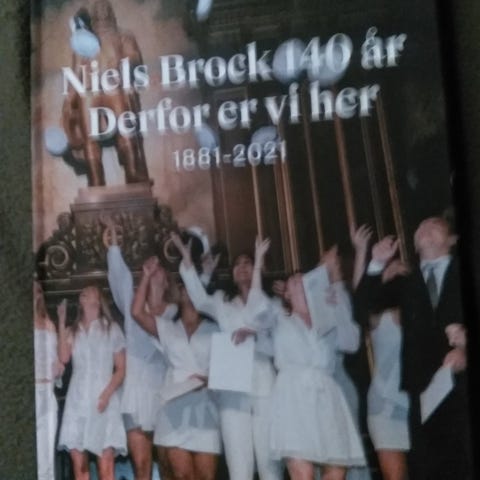 Niels Brock 140 år
Derfor er vi her
1881-2021